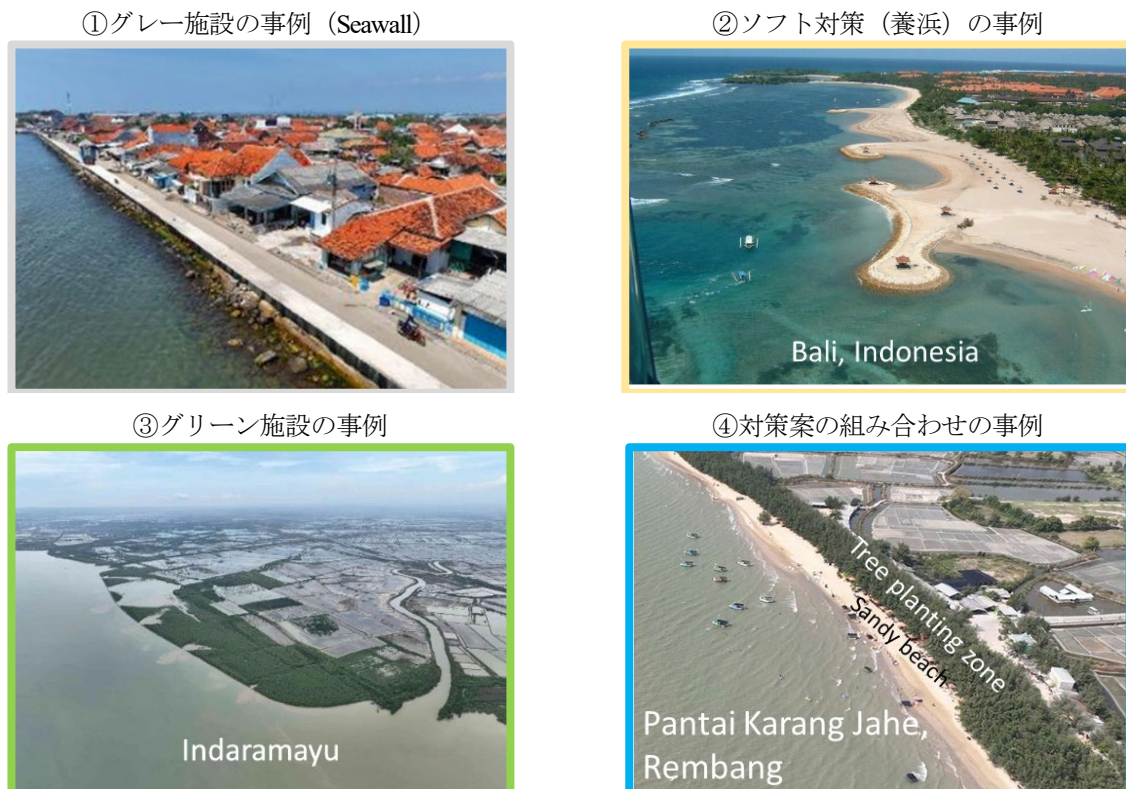 ①グレー施設の事例（Seawall）
②ソフト対策（養浜）の事例
Bali, Indonesia
③グリーン施設の事例
④対策案の組み合わせの事例
Indaramayu
Tree planting zone
Sandy beach
Pantai Karang Jahe,
Rembang